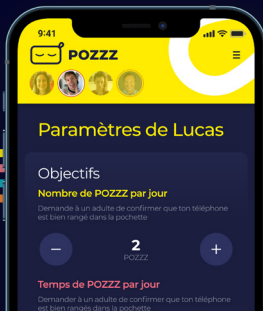 9:41
POZZZ
Paramètres de Lucas
Objectifs
Nombre de POZZZ par jour
Demande à un adulte de confirmer que ton téléphone
est bien rangé dans la pochette
2
POZZZ
Temps de POZZZ par jour
Demander à un adulte de confirmer que ton téléphone
est bien rangés dans la pochette